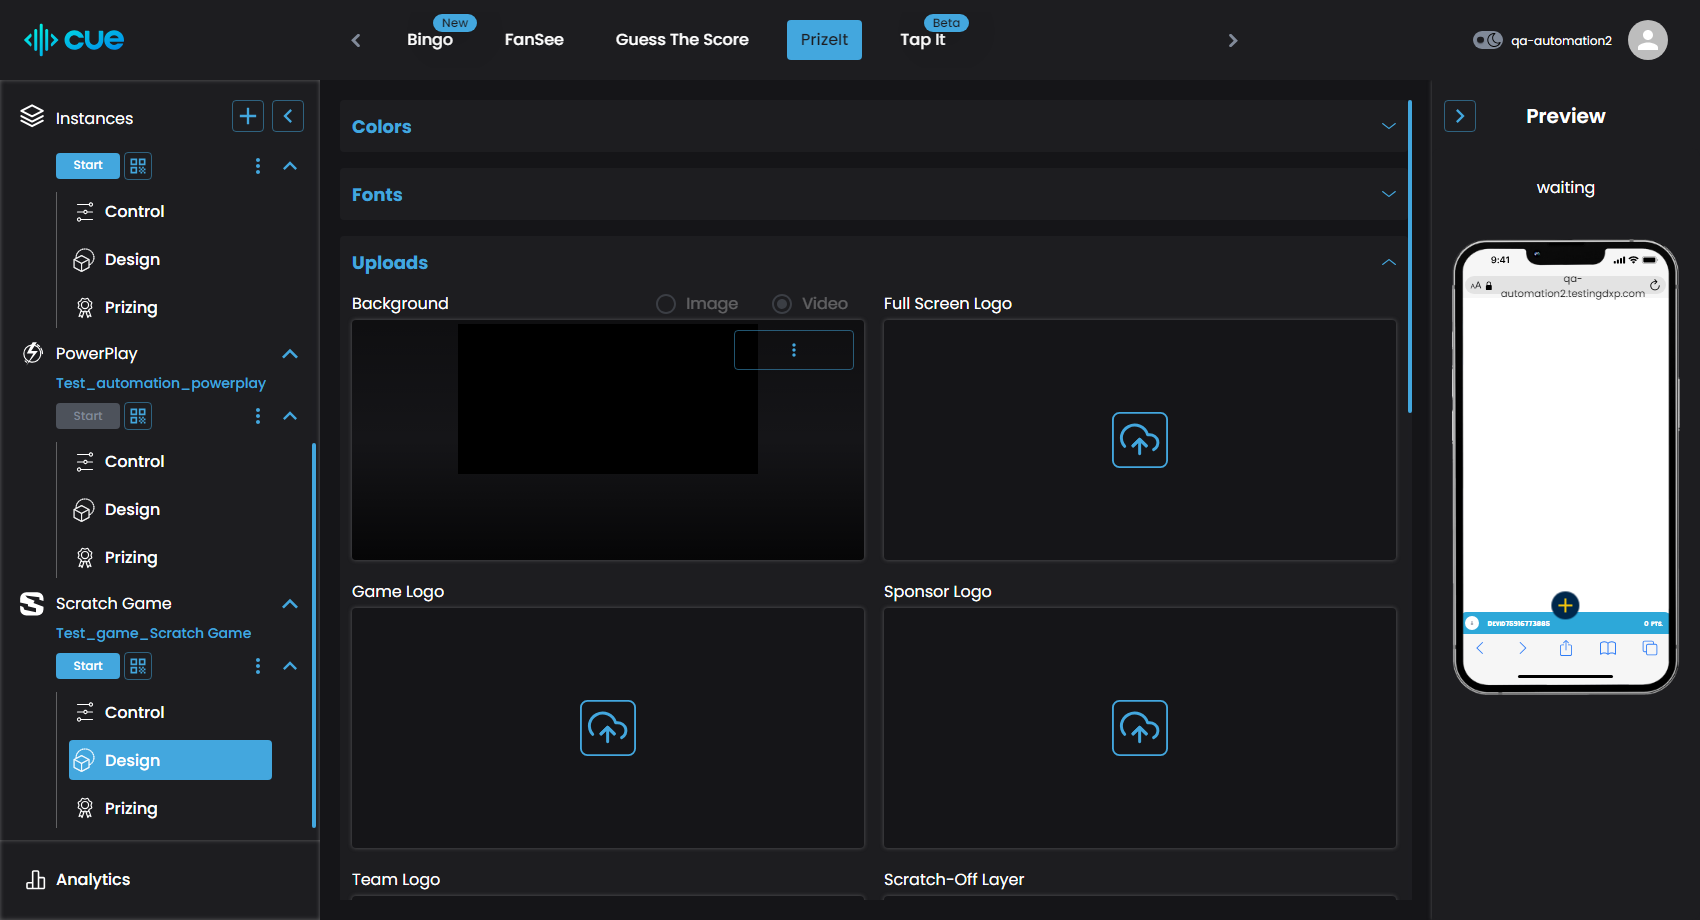 cue
Bingo
New
FanSee
Guess The Score
PrizeIt
Tap It
Beta
qa-automation2
Instances
Start
Control
Design
Prizing
PowerPlay
Test_automation_powerplay
Start
Control
Design
Prizing
Scratch Game
Test_game_Scratch Game
Start
Control
Design
Prizing
Analytics
Colors
Fonts
Uploads
Background
Image
Video
Full Screen Logo
Game Logo
Sponsor Logo
Team Logo
Scratch-Off Layer
Preview
waiting
9:41
AA
qa-
automation2.testingdxp.com
0 PTS.